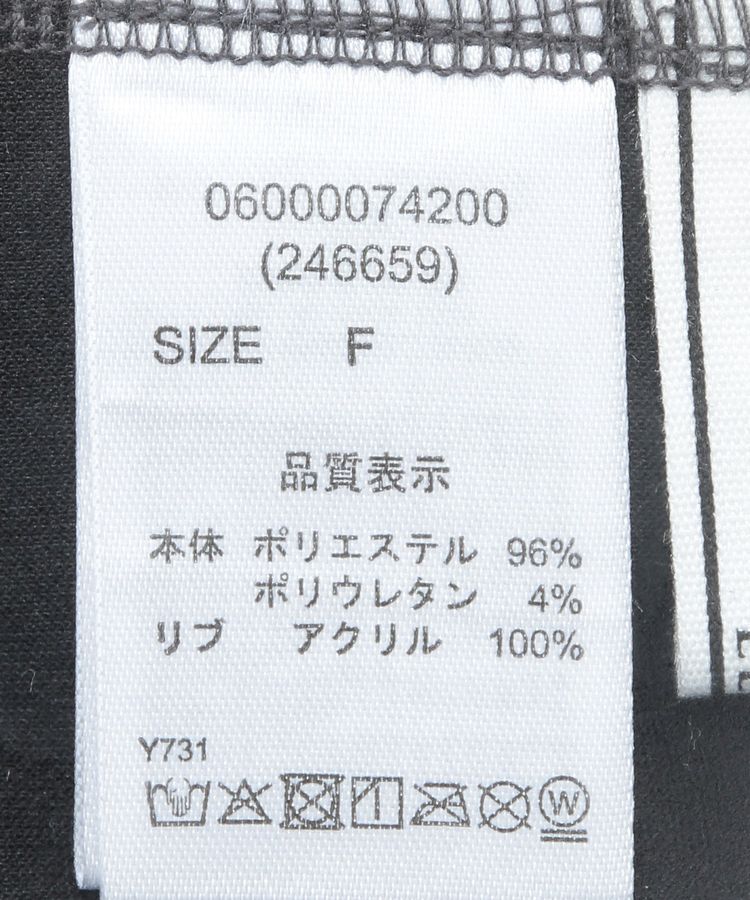 06000074200
(246659)
SIZE F
品質表示
本体 ポリエステル 96%
ポリウレタン 4%
リブ アクリル 100%
Y731
W